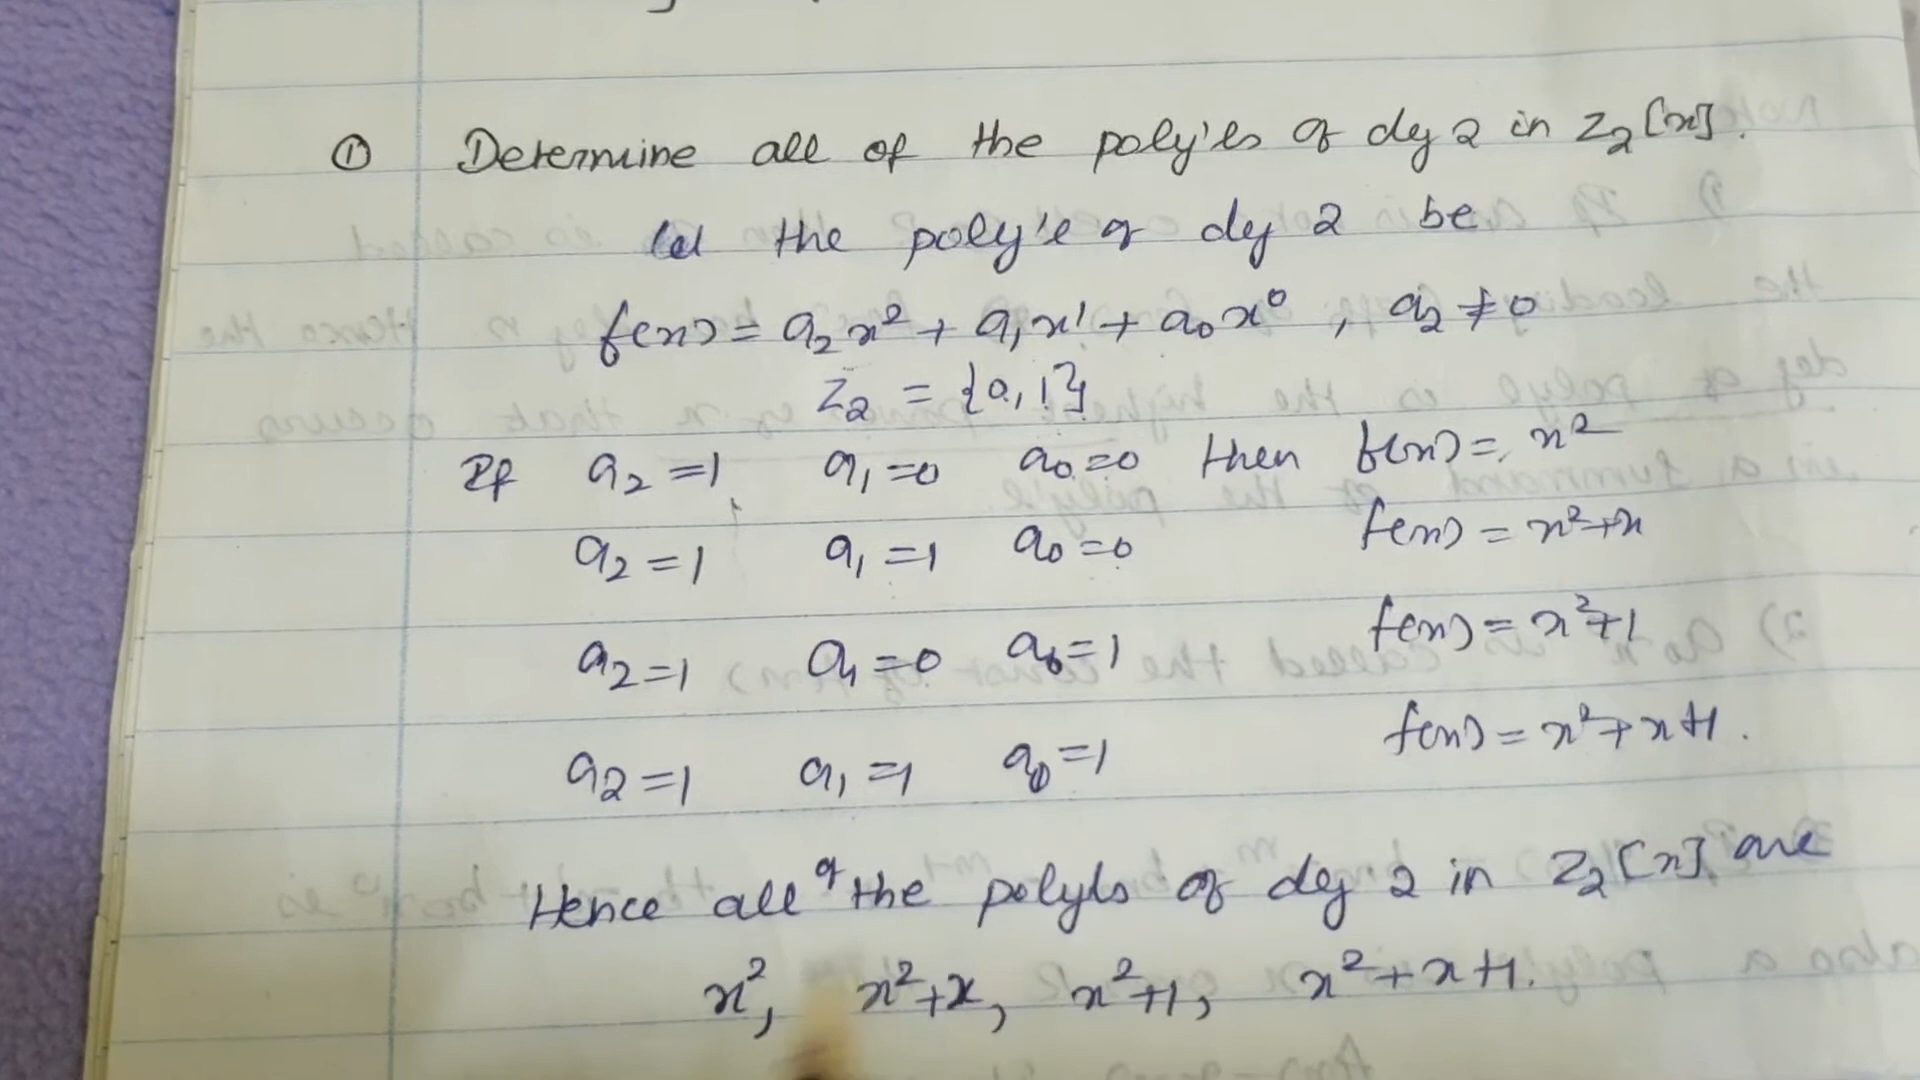 ① Determine all of the poly'ls of deg 2 in Z₂[x].
let the poly'l of deg 2 be
f(x) = a₂x² + a₁x¹ + a₀x⁰, a₂ ≠ 0
Z₂ = {0,1}
If a₂=1, a₁=0 a₀=0 then f(x) = x²
a₂=1 a₁=1 a₀=0 f(x) = x²+x
a₂=1 a₁=0 a₀=1 f(x) = x²+1
a₂=1 a₁=1 a₀=1 f(x) = x²+x+1.
Hence all of the polyls of deg 2 in Z₂[x] are
x², x²+x, x²+1, x²+x+1.